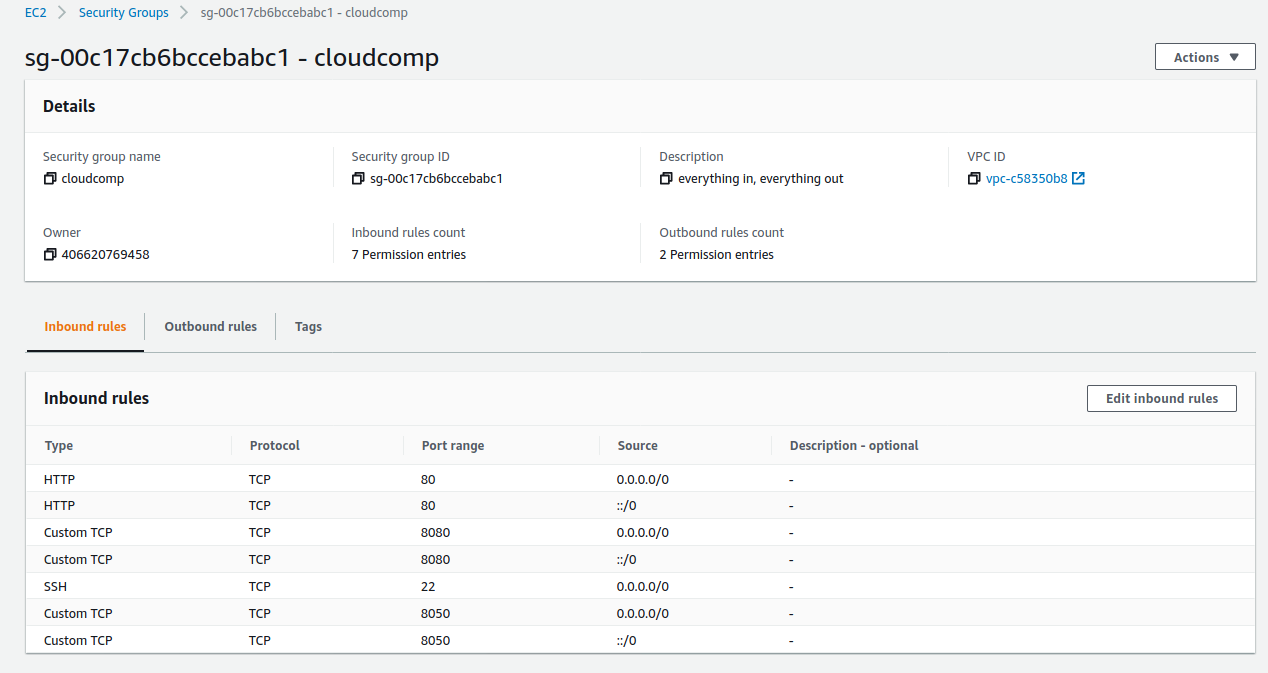 EC2 > Security Groups > sg-00c17cb6bccebabc1 - cloudcomp
sg-00c17cb6bccebabc1 - cloudcomp
Actions ▼
Details
Security group name
cloudcomp
Security group ID
sg-00c17cb6bccebabc1
Description
everything in, everything out
VPC ID
vpc-c58350b8
Owner
406620769458
Inbound rules count
7 Permission entries
Outbound rules count
2 Permission entries
Inbound rules Outbound rules Tags
Inbound rules
Edit inbound rules
Type Protocol Port range Source Description - optional
HTTP TCP 80 0.0.0.0/0 -
HTTP TCP 80 ::/0 -
Custom TCP TCP 8080 0.0.0.0/0 -
Custom TCP TCP 8080 ::/0 -
SSH TCP 22 0.0.0.0/0 -
Custom TCP TCP 8050 0.0.0.0/0 -
Custom TCP TCP 8050 ::/0 -